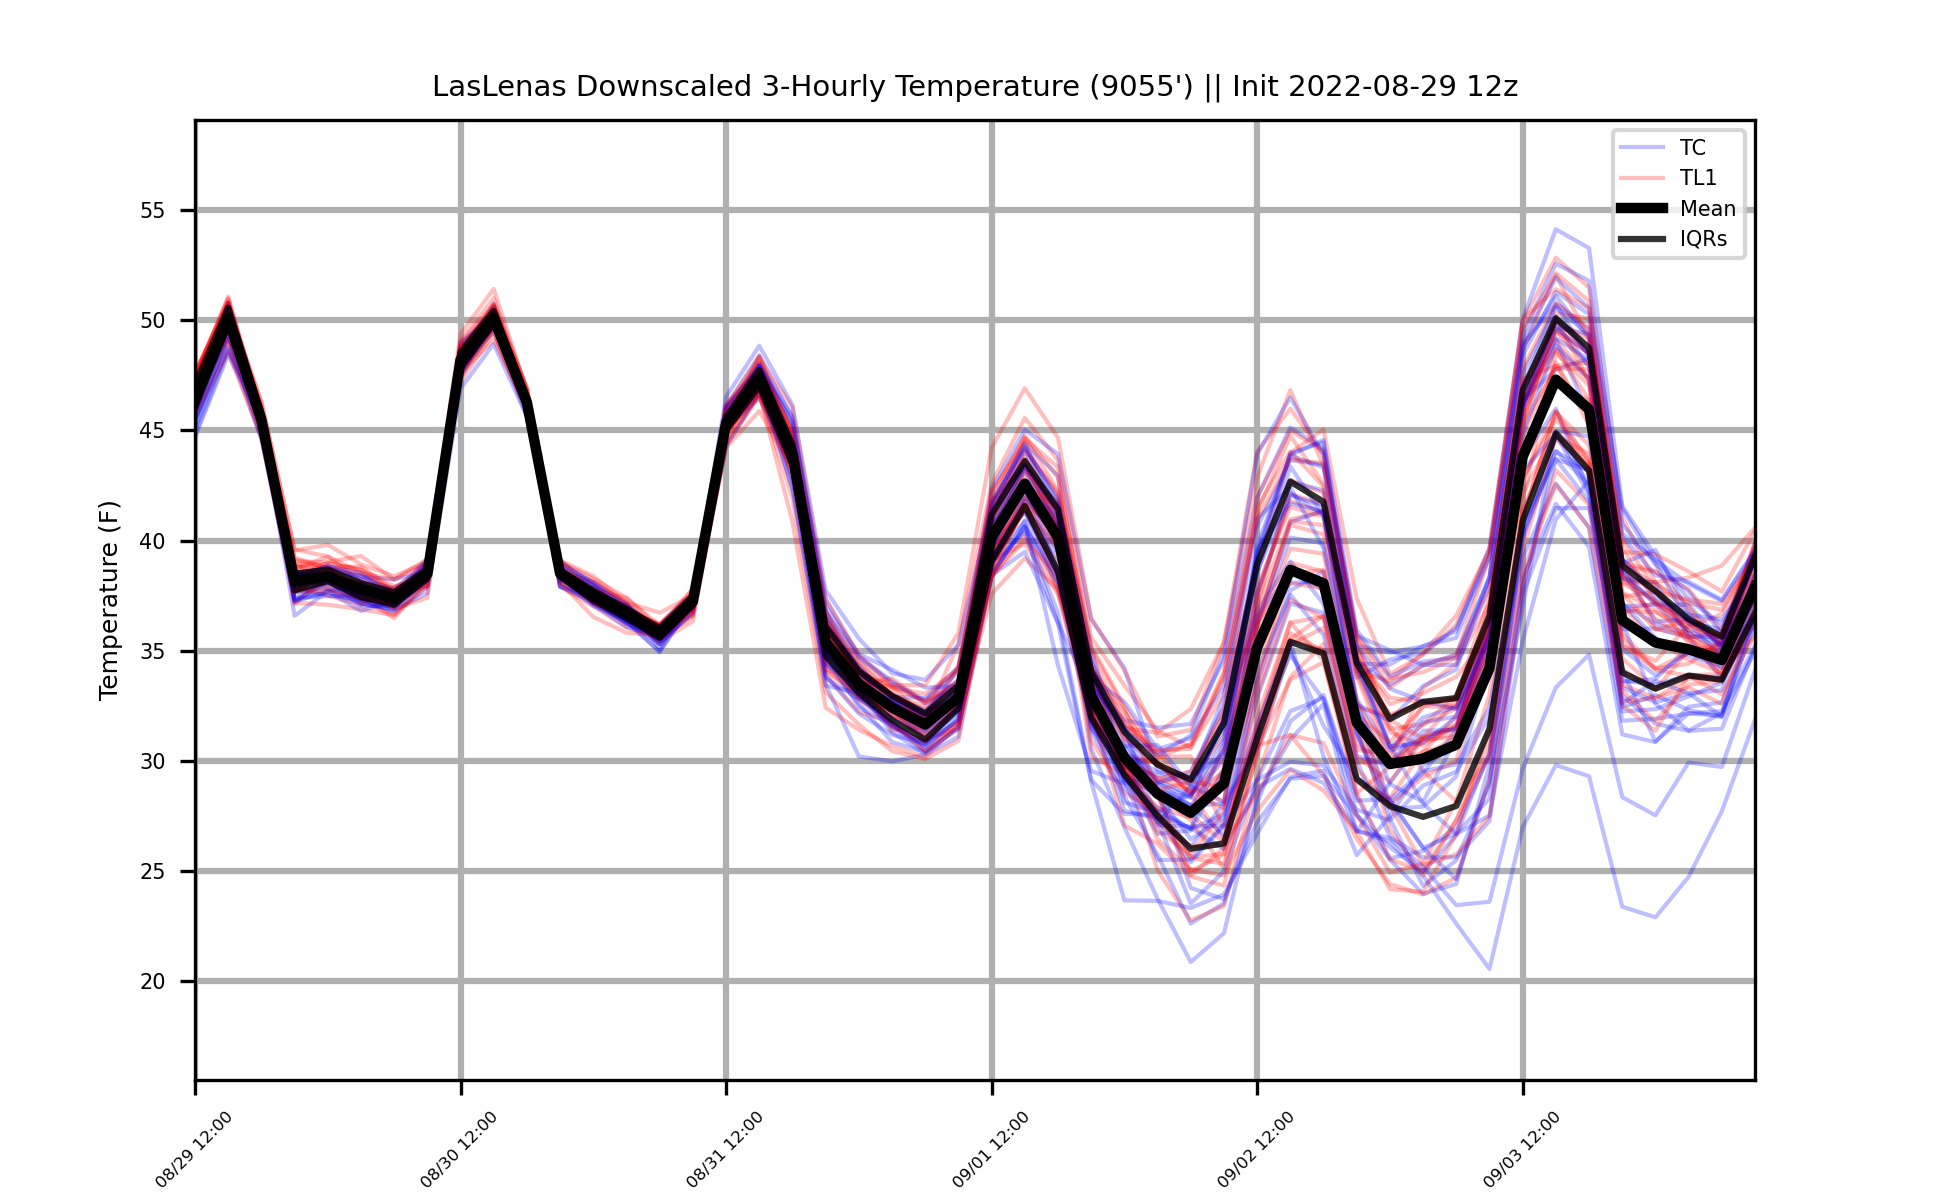 LasLenas Downscaled 3-Hourly Temperature (9055') || Init 2022-08-29 12z
TC
TL1
Mean
IQRs
Temperature (F)
55
50
45
40
35
30
25
20
08/29 12:00
08/30 12:00
08/31 12:00
09/01 12:00
09/02 12:00
09/03 12:00